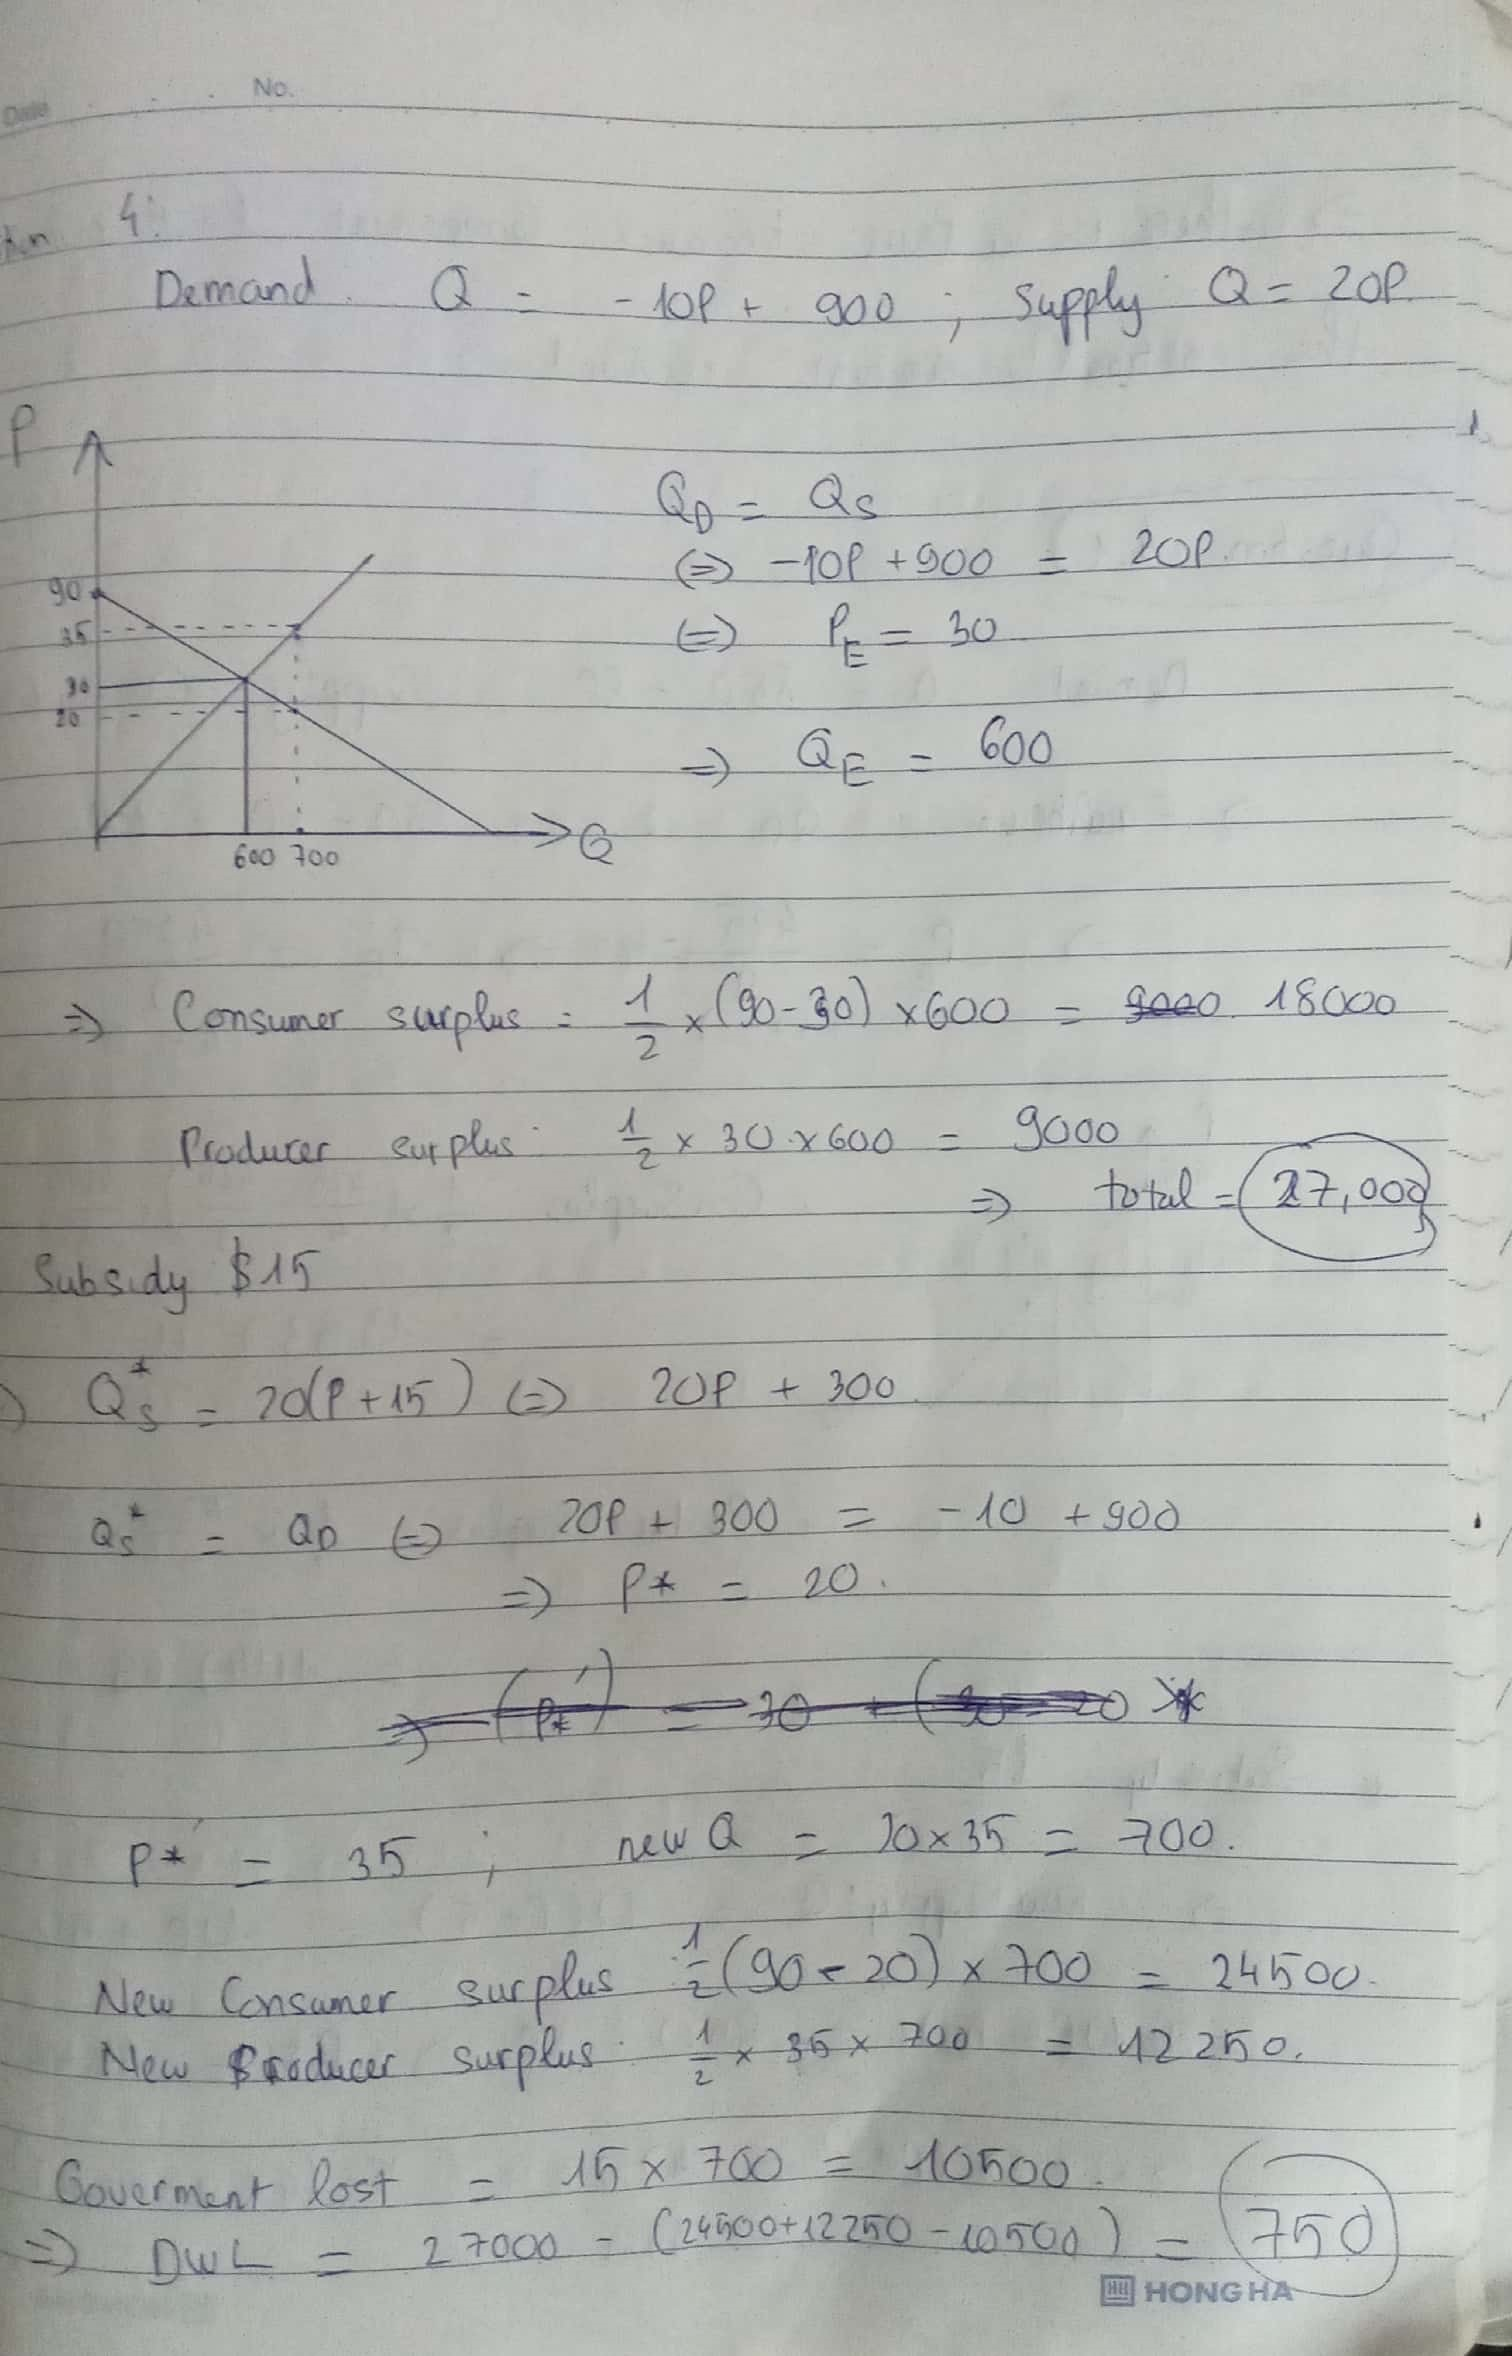 Date
No.
4:
Demand Q = -10P + 900 ; Supply Q = 20P.
P
90
35
30
20
600 700
Q
Q_D = Q_S
(=) -10P + 900 = 20P.
(=) P_E = 30
=) Q_E = 600
=) Consumer surplus = 1/2 × (90 - 30) × 600 = 9000 18000
Producer surplus: 1/2 × 30 × 600 = 9000
=) total = 27,000
Subsidy $15
Q*_S = 20(P + 15) (=) 20P + 300
Q_S* = Q_D (=) 20P + 300 = -10 + 900
=) P* = 20.
P*' = 35 ; new Q = 20 × 35 = 700.
New Consumer surplus 1/2 (90 - 20) × 700 = 24500.
New Producer surplus 1/2 × 35 × 700 = 12250.
Goverment lost = 15 × 700 = 10500.
=) DWL = 27000 - (24500 + 12250 - 10500) = 750
HONG HA